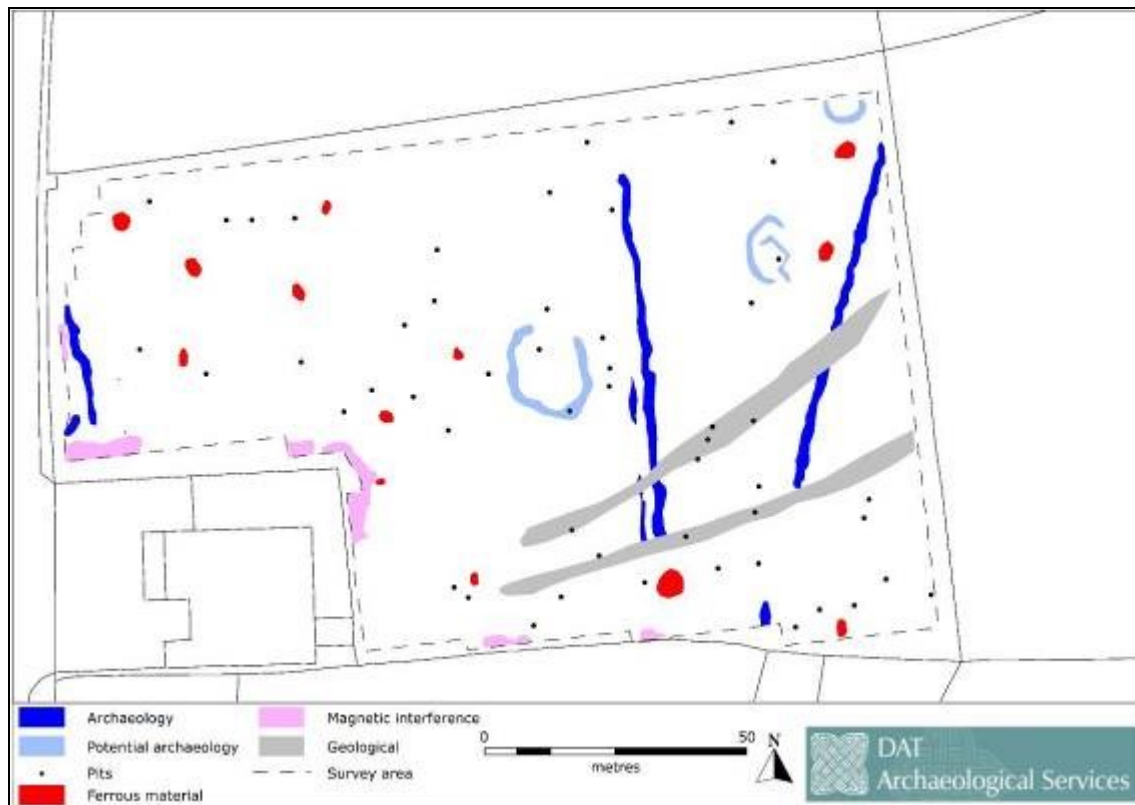 Archaeology
Potential archaeology
Pits
Ferrous material
Magnetic interference
Geological
Survey area
0 50
metres
N
DAT
Archaeological Services